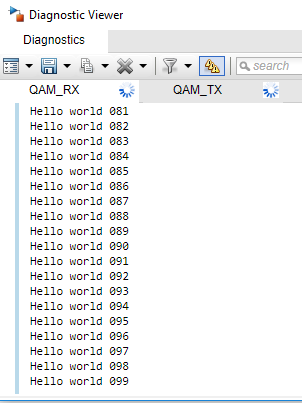 Diagnostic Viewer
Diagnostics
search
QAM_RX QAM_TX
Hello world 081
Hello world 082
Hello world 083
Hello world 084
Hello world 085
Hello world 086
Hello world 087
Hello world 088
Hello world 089
Hello world 090
Hello world 091
Hello world 092
Hello world 093
Hello world 094
Hello world 095
Hello world 096
Hello world 097
Hello world 098
Hello world 099